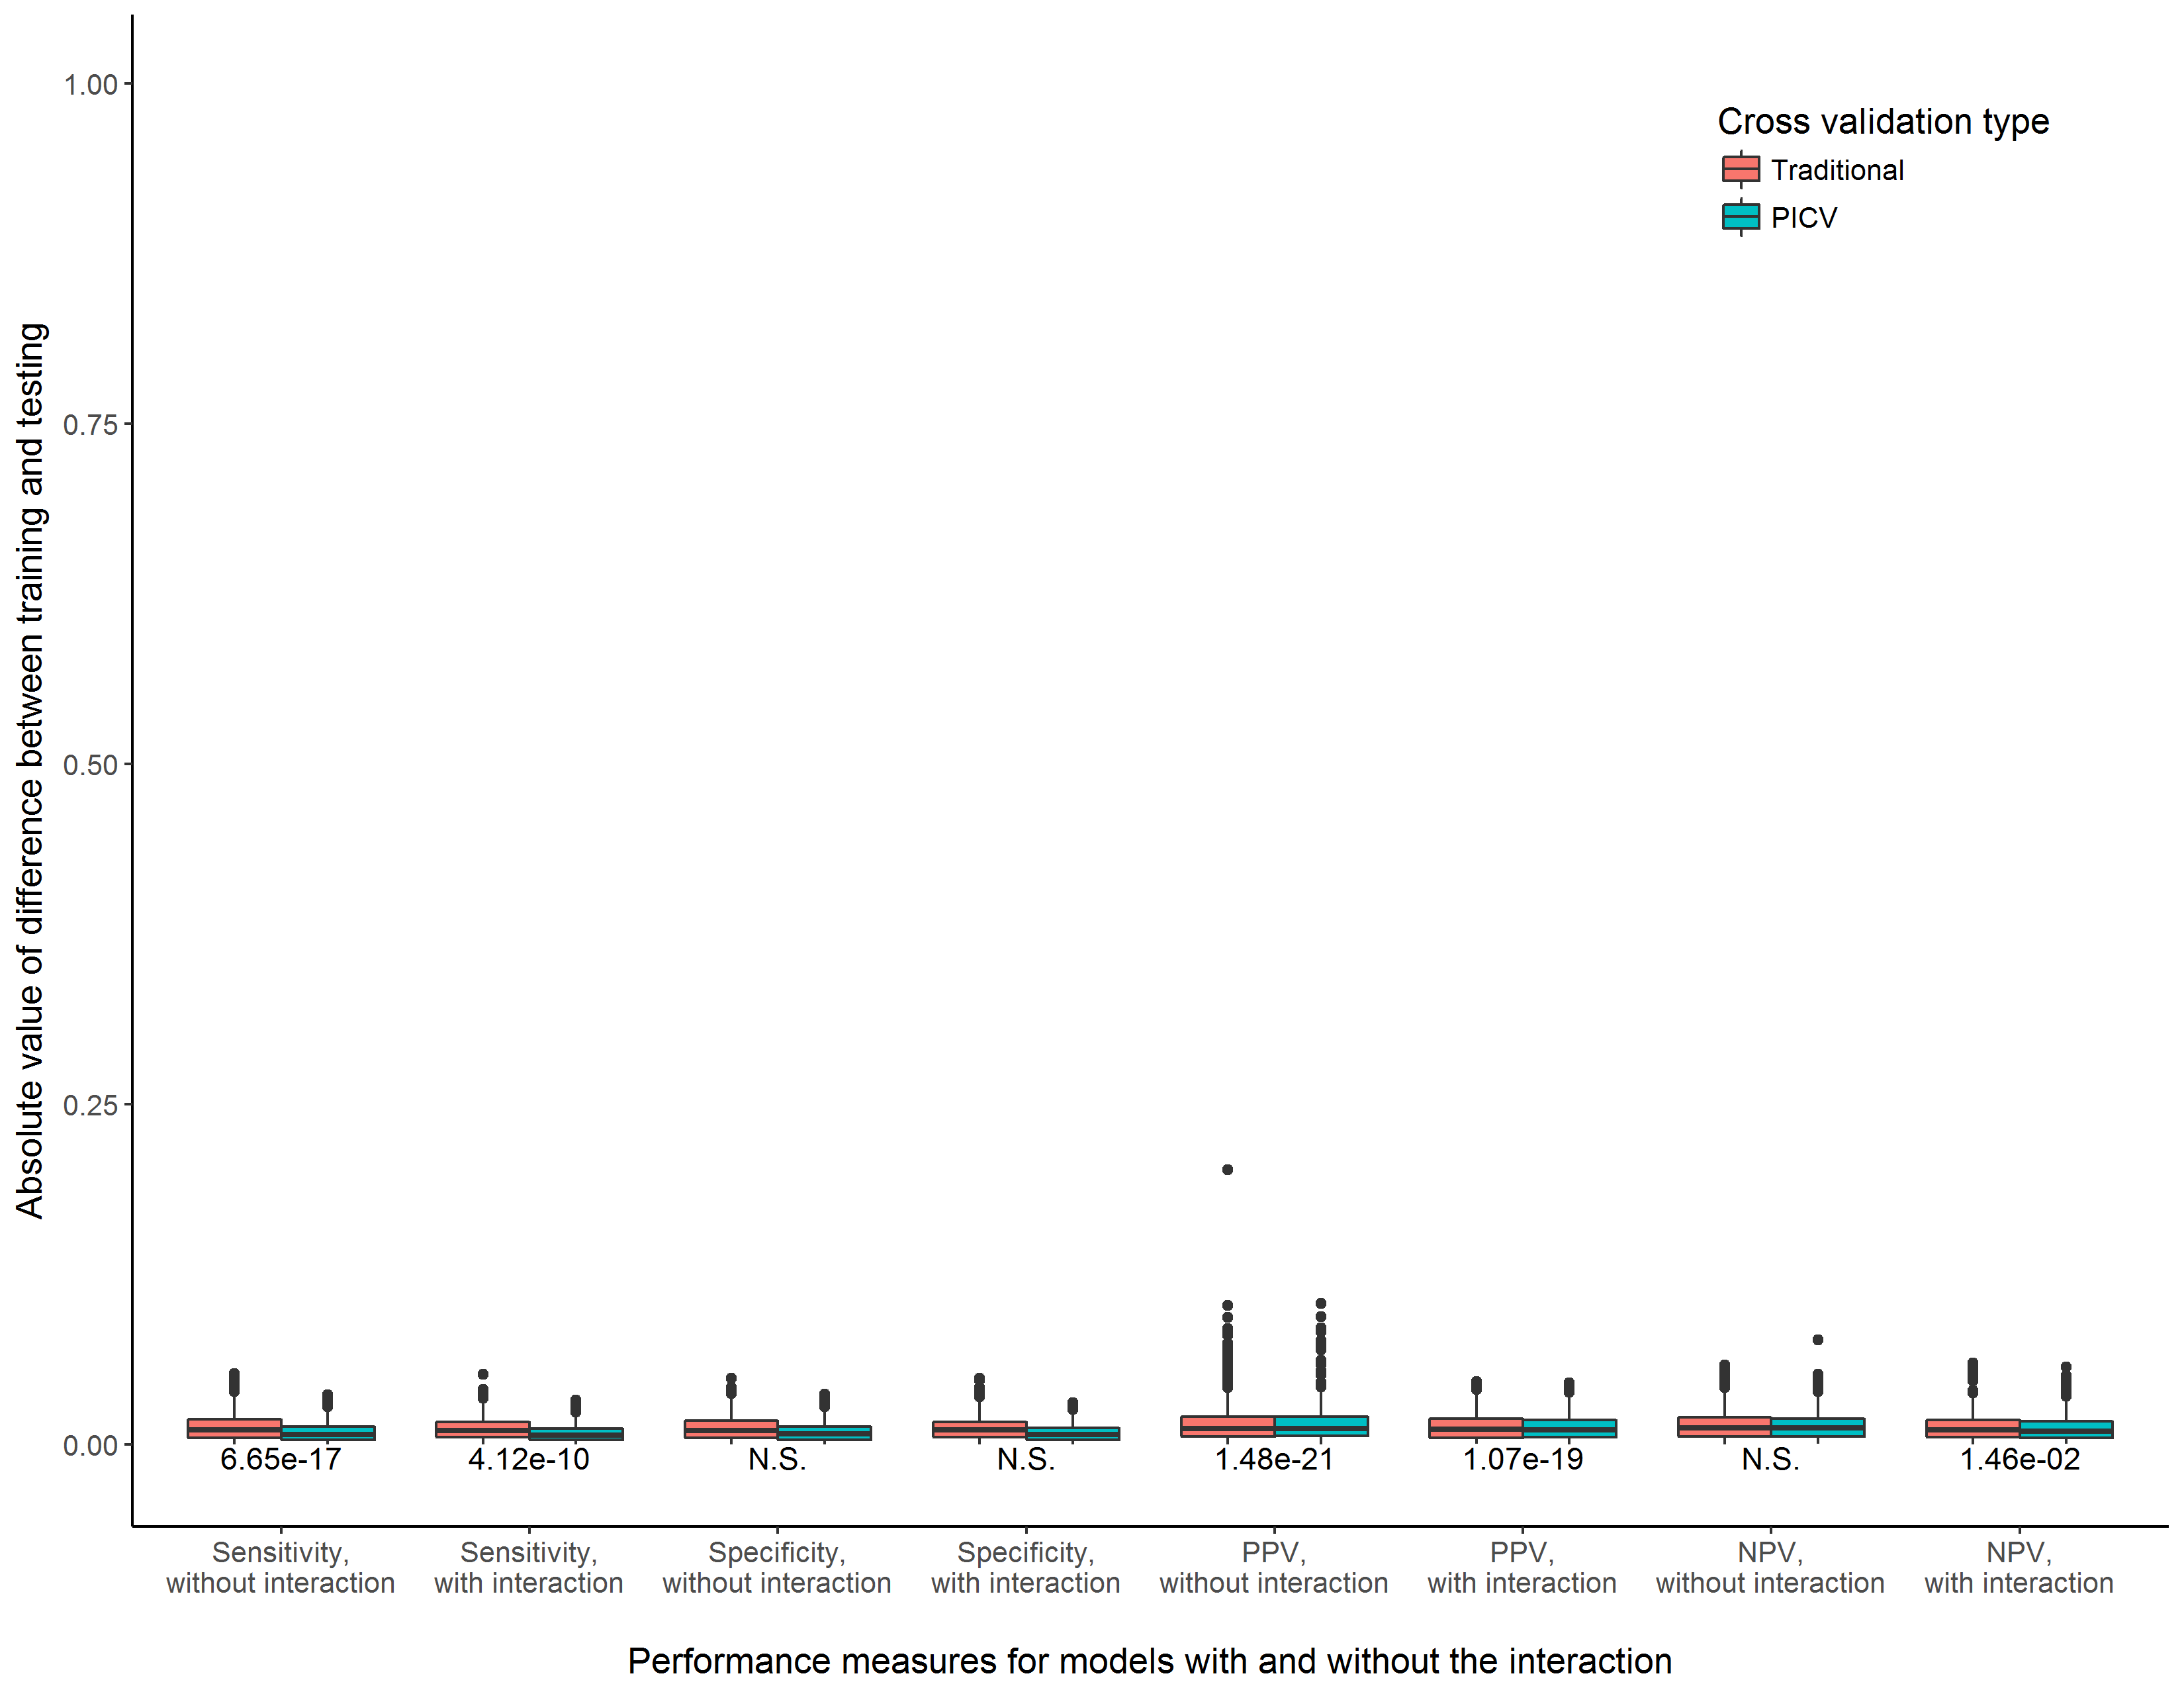 Absolute value of difference between training and testing
1.00
0.75
0.50
0.25
0.00
Cross validation type
Traditional
PICV
6.65e-17
4.12e-10
N.S.
N.S.
1.48e-21
1.07e-19
N.S.
1.46e-02
Sensitivity,
without interaction
Sensitivity,
with interaction
Specificity,
without interaction
Specificity,
with interaction
PPV,
without interaction
PPV,
with interaction
NPV,
without interaction
NPV,
with interaction
Performance measures for models with and without the interaction